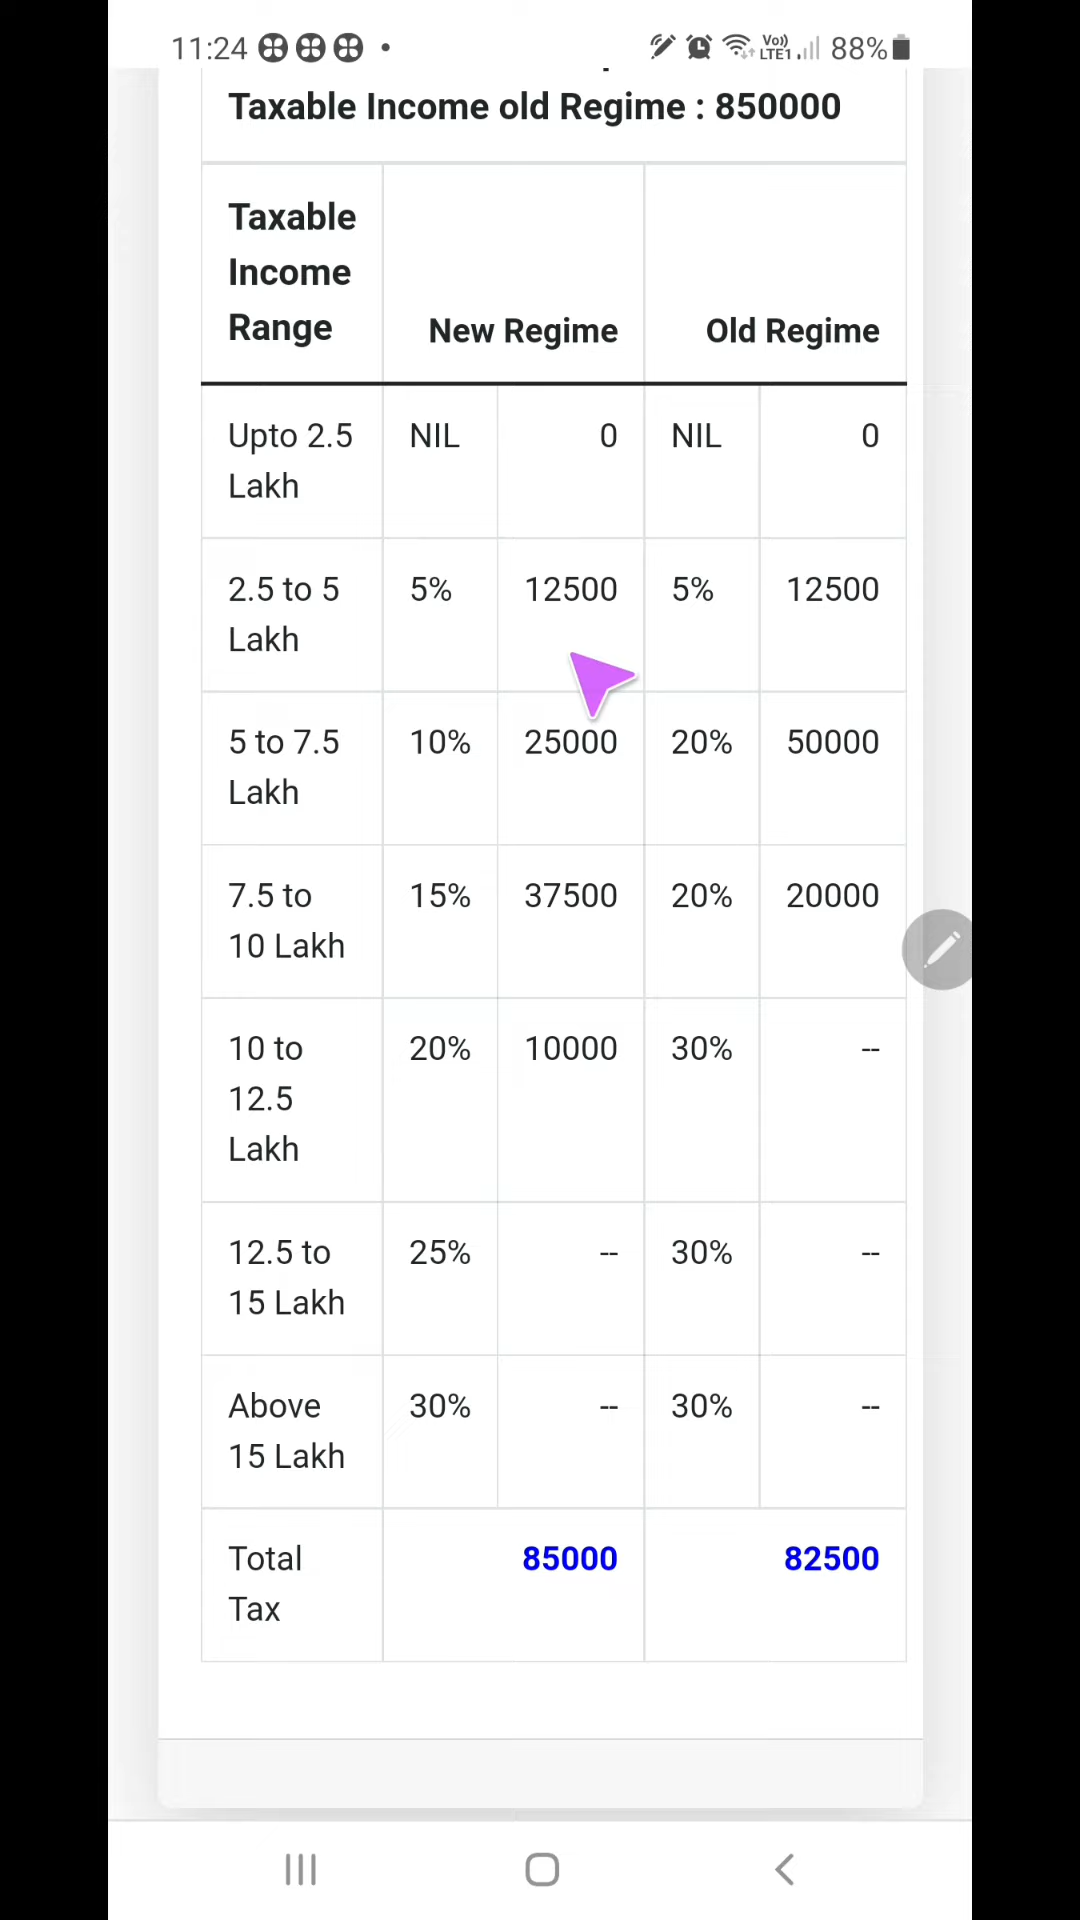 11:24 Vo)) LTE1 88%
Taxable Income old Regime : 850000
Taxable
Income
Range
New Regime
Old Regime
Upto 2.5
Lakh
NIL
0
NIL
0
2.5 to 5
Lakh
5%
12500
5%
12500
5 to 7.5
Lakh
10%
25000
20%
50000
7.5 to
10 Lakh
15%
37500
20%
20000
10 to
12.5
Lakh
20%
10000
30%
--
12.5 to
15 Lakh
25%
--
30%
--
Above
15 Lakh
30%
--
30%
--
Total
Tax
85000
82500